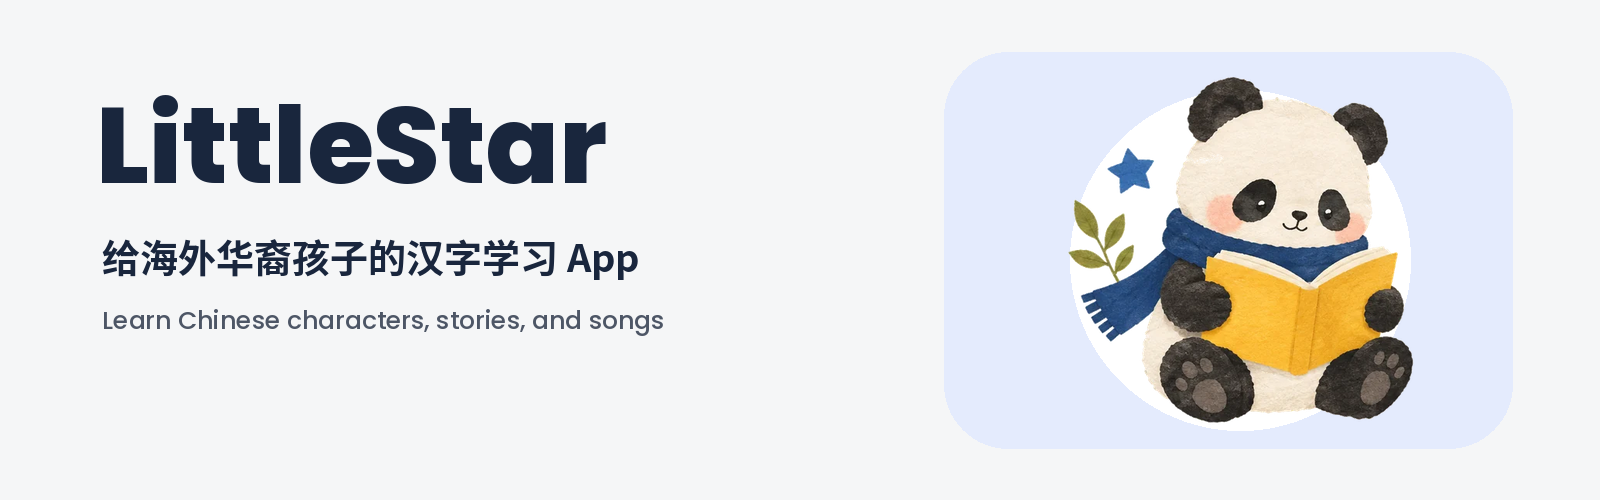 LittleStar
给海外华裔孩子的汉字学习 App
Learn Chinese characters, stories, and songs